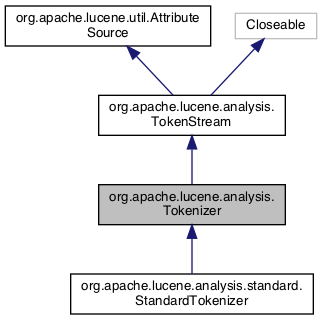 org.apache.lucene.util.Attribute
Source
Closeable
org.apache.lucene.analysis.
TokenStream
org.apache.lucene.analysis.
Tokenizer
org.apache.lucene.analysis.standard.
StandardTokenizer